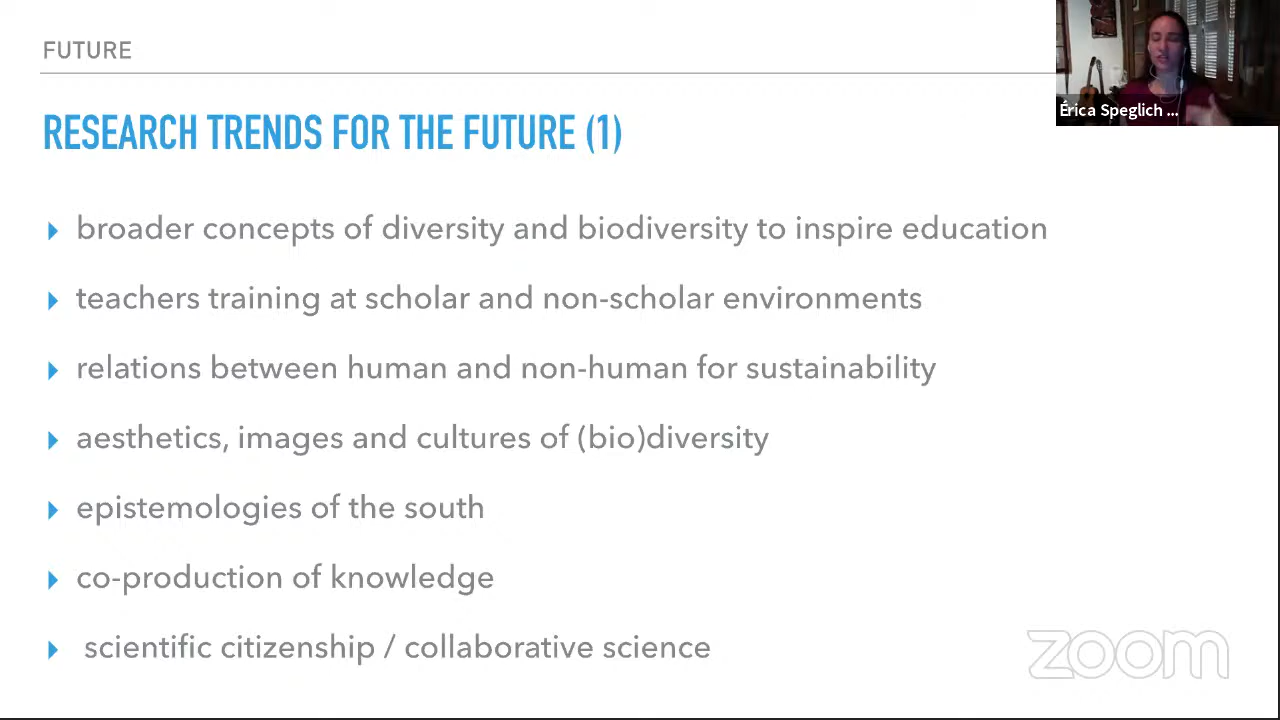 FUTURE
RESEARCH TRENDS FOR THE FUTURE (1)
Érica Speglich ...
broader concepts of diversity and biodiversity to inspire education
teachers training at scholar and non-scholar environments
relations between human and non-human for sustainability
aesthetics, images and cultures of (bio)diversity
epistemologies of the south
co-production of knowledge
scientific citizenship / collaborative science
zoom